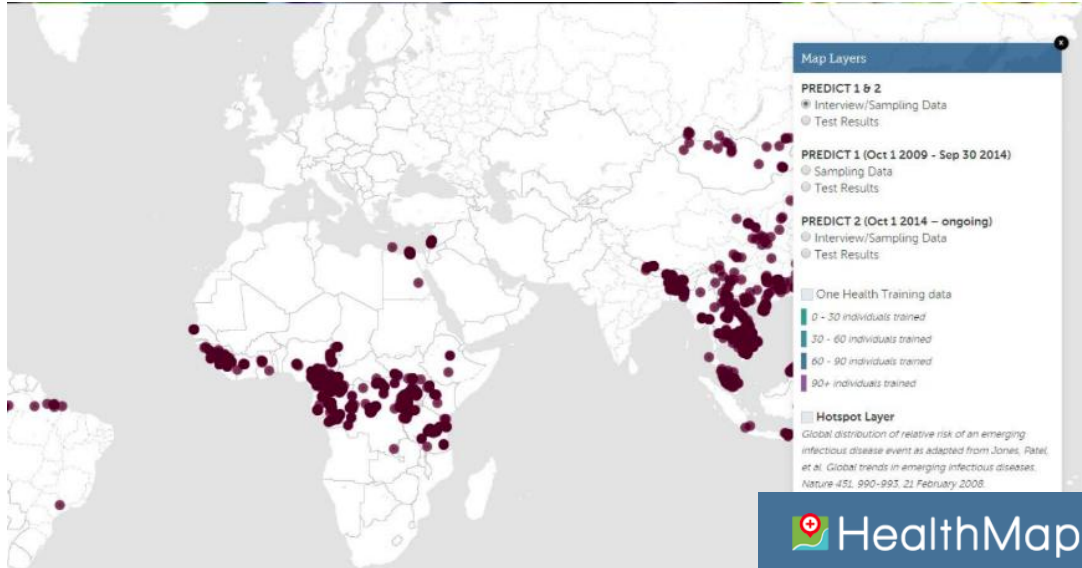 x
Map Layers
PREDICT 1 & 2
Interview/Sampling Data
Test Results
PREDICT 1 (Oct 1 2009 - Sep 30 2014)
Sampling Data
Test Results
PREDICT 2 (Oct 1 2014 – ongoing)
Interview/Sampling Data
Test Results
One Health Training data
0 - 30 individuals trained
30 - 60 individuals trained
60 - 90 individuals trained
90+ individuals trained
Hotspot Layer
Global distribution of relative risk of an emerging
infectious disease event as adapted from Jones, Patel,
et al. Global trends in emerging infectious diseases.
Nature 451, 990-993, 21 February 2008.
HealthMap